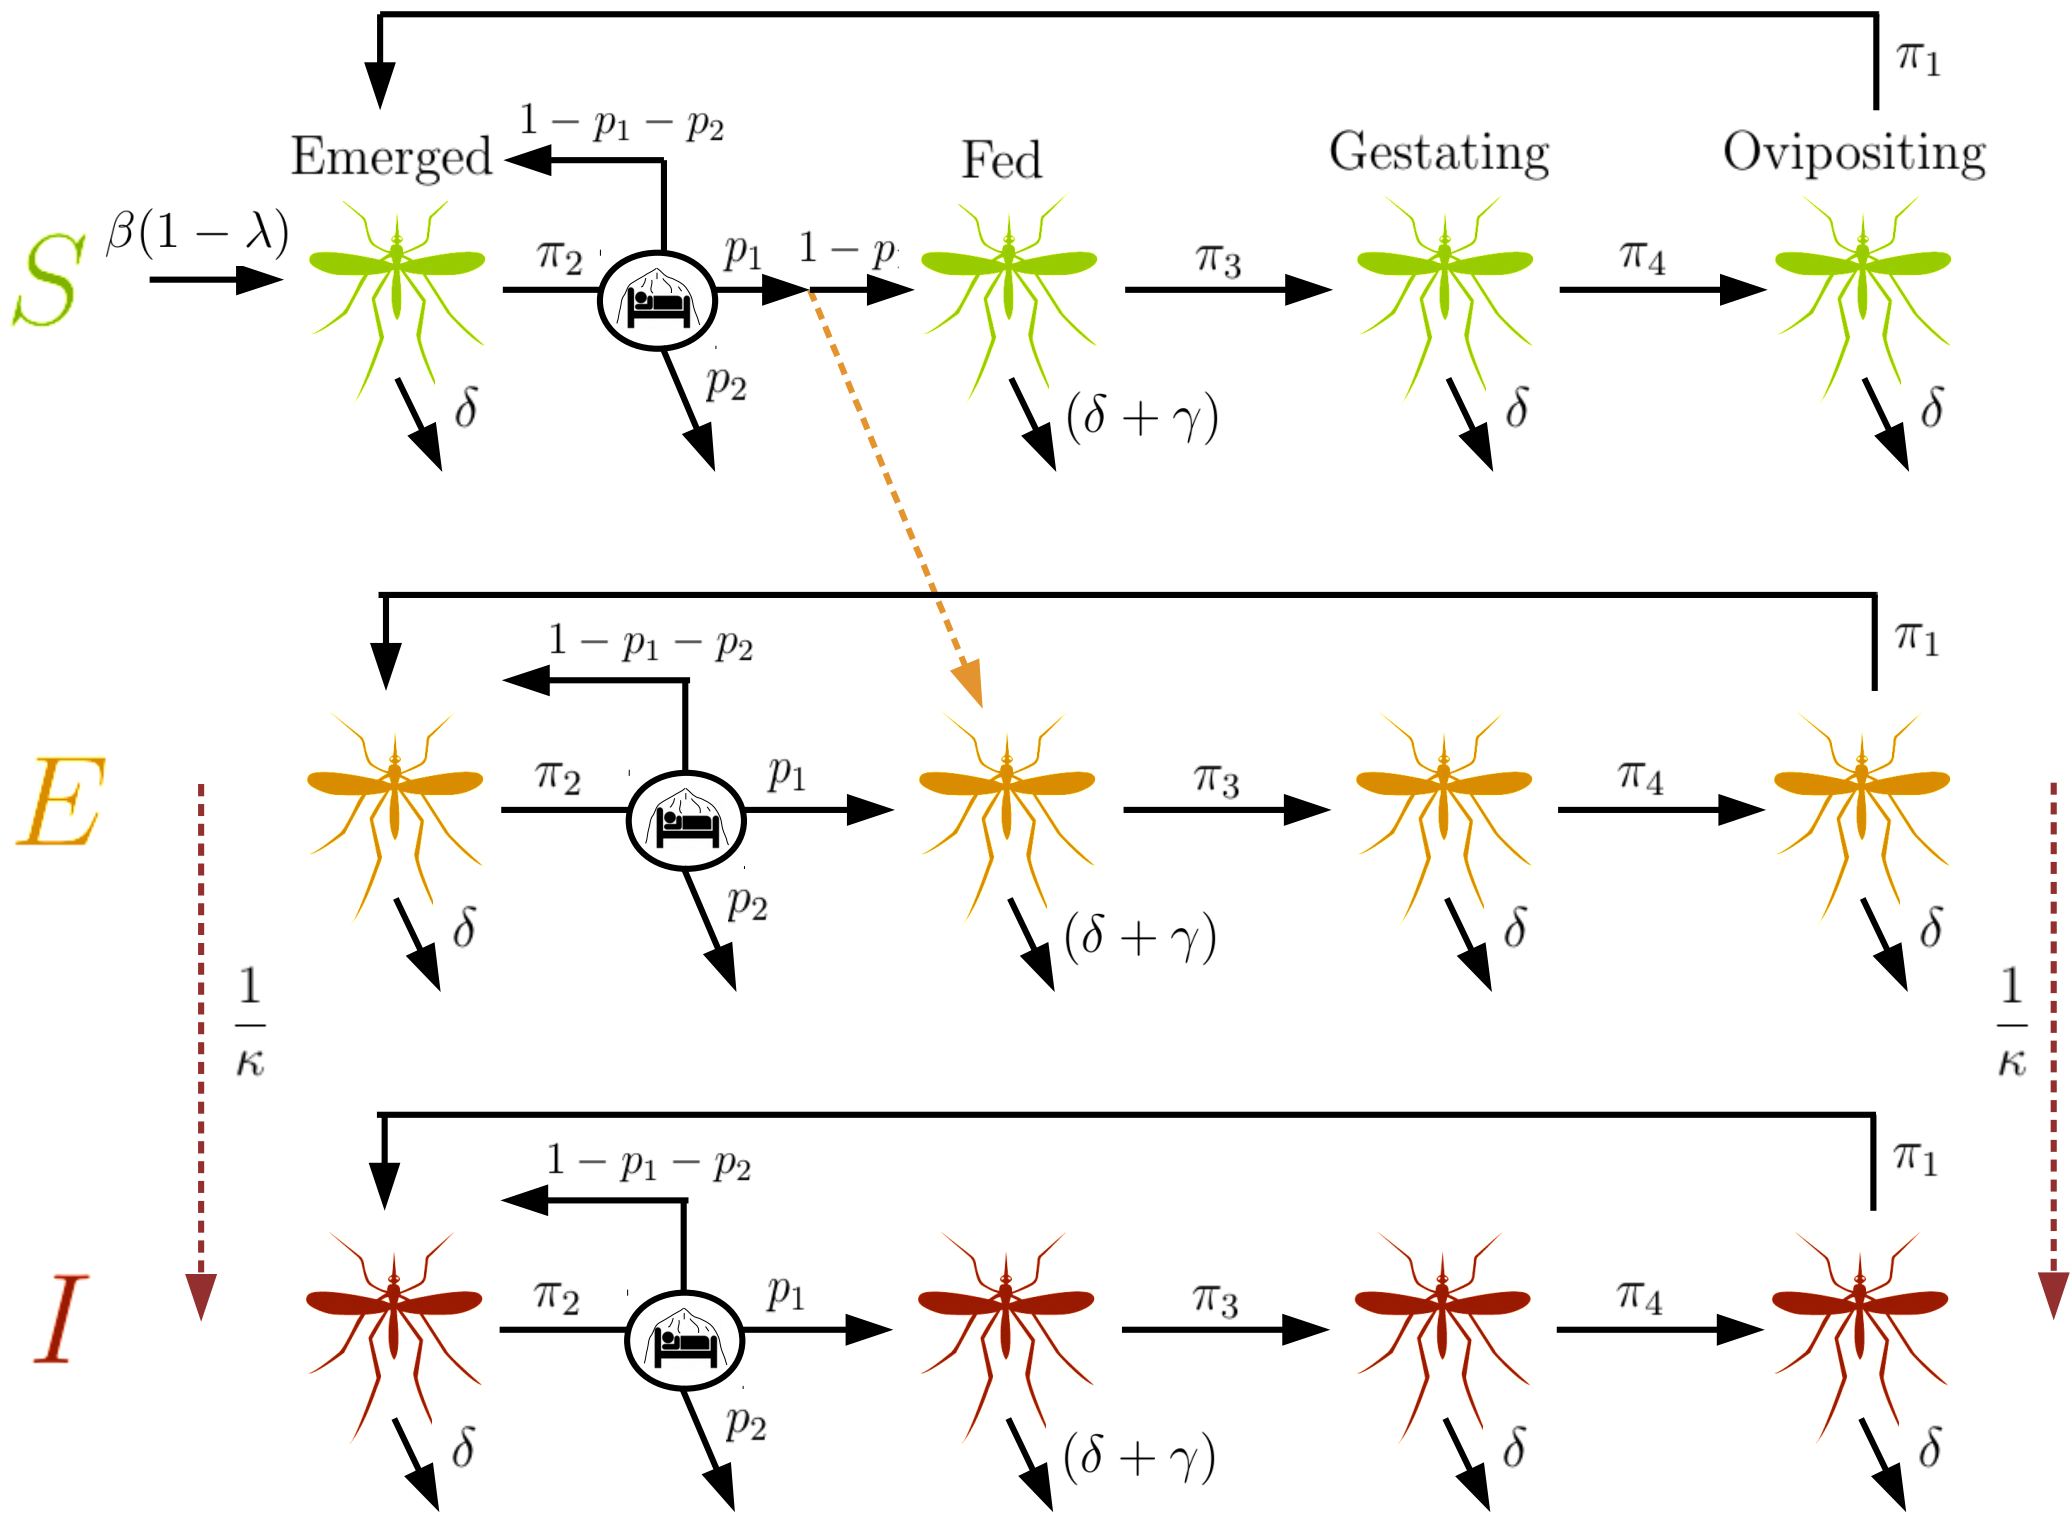 π₁
1 − p₁ − p₂
Emerged
Fed
Gestating
Ovipositing
S
β(1 − λ)
π₂
p₁
1 − p
π₃
π₄
p₂
δ
(δ + γ)
δ
δ
π₁
1 − p₁ − p₂
E
π₂
p₁
π₃
π₄
p₂
δ
(δ + γ)
δ
δ
1/κ
1/κ
π₁
1 − p₁ − p₂
I
π₂
p₁
π₃
π₄
p₂
δ
(δ + γ)
δ
δ